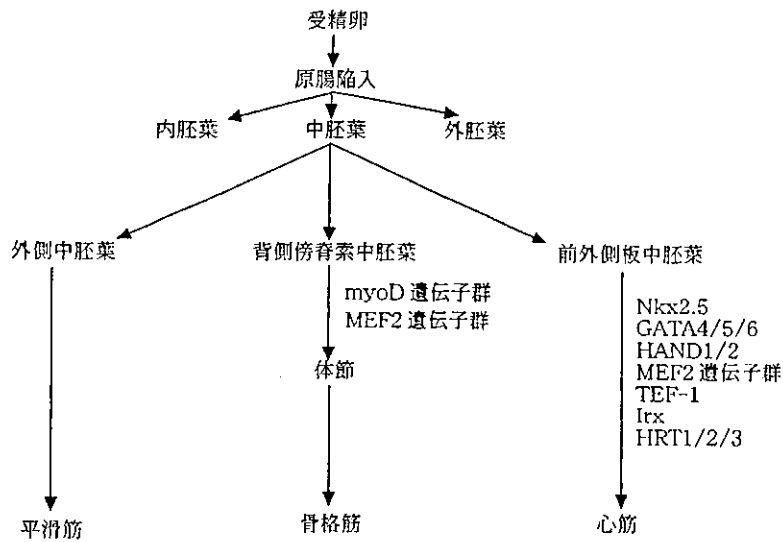 受精卵
原腸陥入
内胚葉 中胚葉 外胚葉
外側中胚葉 背側傍脊索中胚葉 前外側板中胚葉
myoD 遺伝子群
MEF2 遺伝子群
体節
Nkx2.5
GATA4/5/6
HAND1/2
MEF2 遺伝子群
TEF-1
Irx
HRT1/2/3
平滑筋 骨格筋 心筋